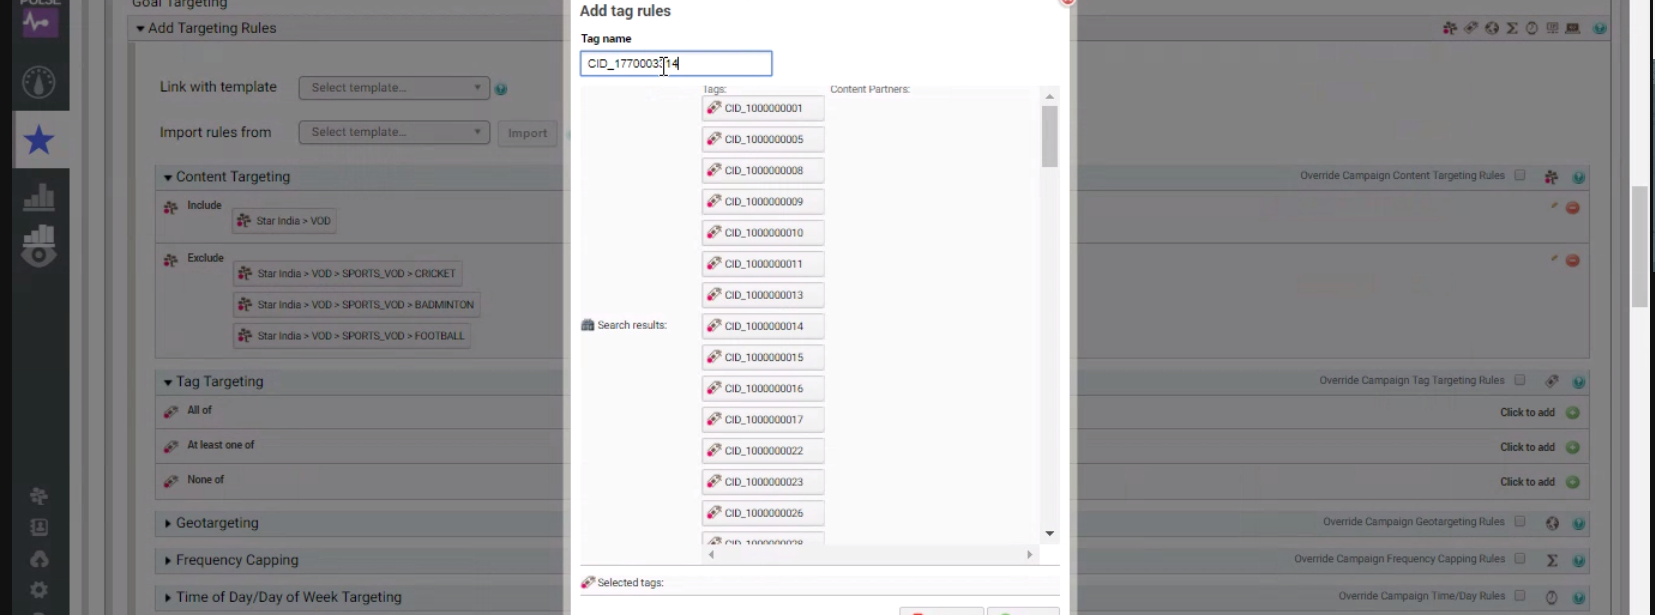 PULSE
Goal Targeting
Add Targeting Rules
Link with template
Select template...
Import rules from
Select template...
Import
Content Targeting
Override Campaign Content Targeting Rules
Include
Star India > VOD
Exclude
Star India > VOD > SPORTS_VOD > CRICKET
Star India > VOD > SPORTS_VOD > BADMINTON
Star India > VOD > SPORTS_VOD > FOOTBALL
Tag Targeting
Override Campaign Tag Targeting Rules
All of
Click to add
At least one of
Click to add
None of
Click to add
Geotargeting
Override Campaign Geotargeting Rules
Frequency Capping
Override Campaign Frequency Capping Rules
Time of Day/Day of Week Targeting
Override Campaign Time/Day Rules
Add tag rules
Tag name
Tags:
Content Partners:
CID_1000000001
CID_1000000005
CID_1000000008
CID_1000000009
CID_1000000010
CID_1000000011
CID_1000000013
Search results:
CID_1000000014
CID_1000000015
CID_1000000016
CID_1000000017
CID_1000000022
CID_1000000023
CID_1000000026
Selected tags: